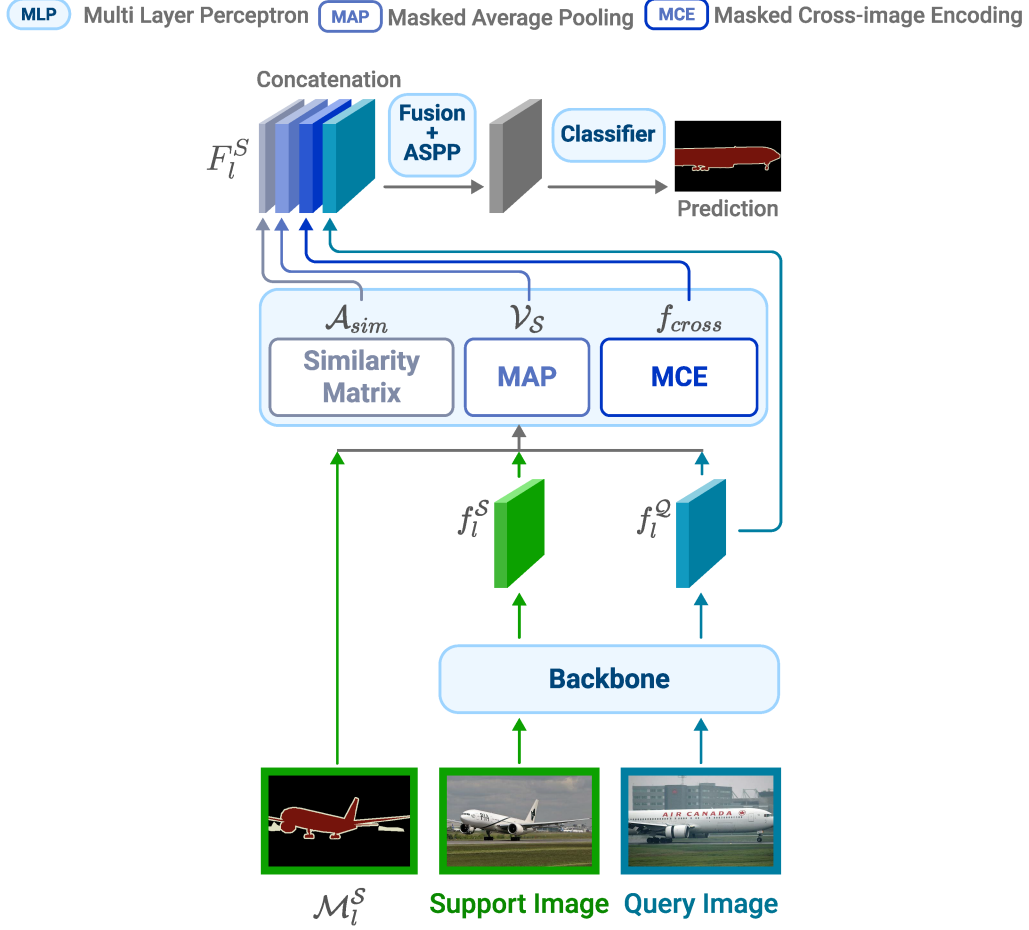 MLP Multi Layer Perceptron MAP Masked Average Pooling MCE Masked Cross-image Encoding
Concatenation
Fusion
+
ASPP
Classifier
F_l^S
Prediction
A_sim V_S f_cross
Similarity
Matrix
MAP
MCE
f_l^S f_l^Q
Backbone
PIA
AIR CANADA
M_l^S Support Image Query Image